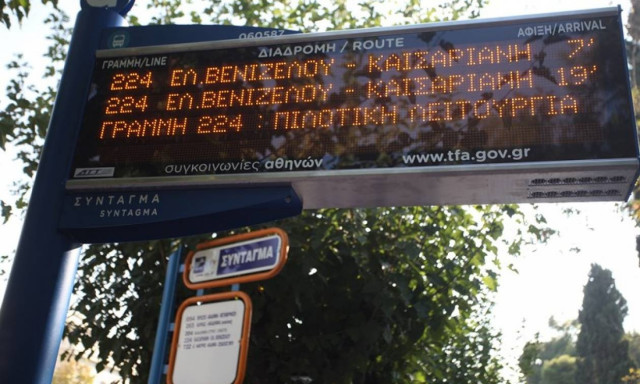 060587
ΓΡΑΜΜΗ/LINE ΔΙΑΔΡΟΜΗ / ROUTE ΑΦΙΞΗ/ARRIVAL
224 ΕΛ.ΒΕΝΙΖΕΛΟΥ - ΚΑΙΣΑΡΙΑΝΗ 7'
224 ΕΛ.ΒΕΝΙΖΕΛΟΥ - ΚΑΙΣΑΡΙΑΝΗ 19'
ΓΡΑΜΜΗ 224 : ΠΙΛΟΤΙΚΗ ΛΕΙΤΟΥΡΓΙΑ
συγκοινωνίες αθηνών www.tfa.gov.gr
ΣΥΝΤΑΓΜΑ
SYNTAGMA
ΣΥΝΤΑΓΜΑ